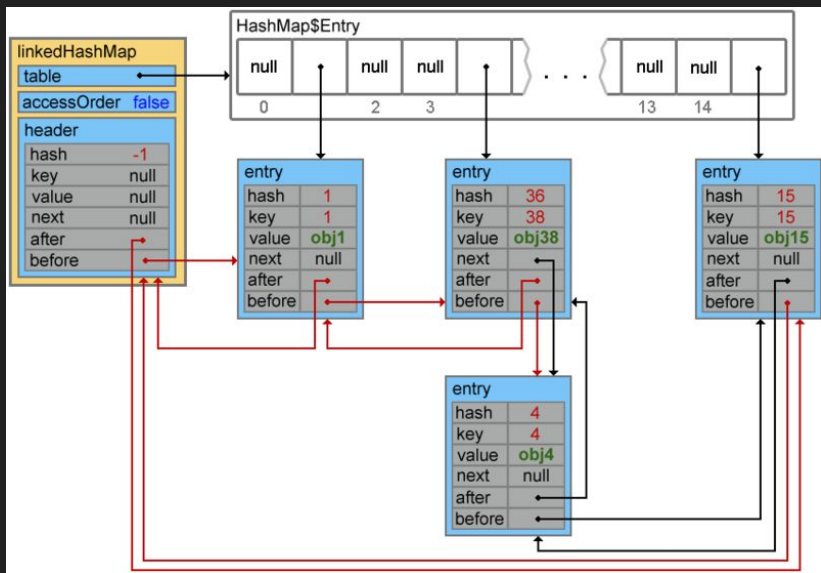 HashMap$Entry
null null null . . . null null
0 2 3 13 14
linkedHashMap
table
accessOrder false
header
hash -1
key null
value null
next null
after
before
entry
hash 1
key 1
value obj1
next null
after
before
entry
hash 36
key 38
value obj38
next
after
before
entry
hash 15
key 15
value obj15
next null
after
before
entry
hash 4
key 4
value obj4
next null
after
before